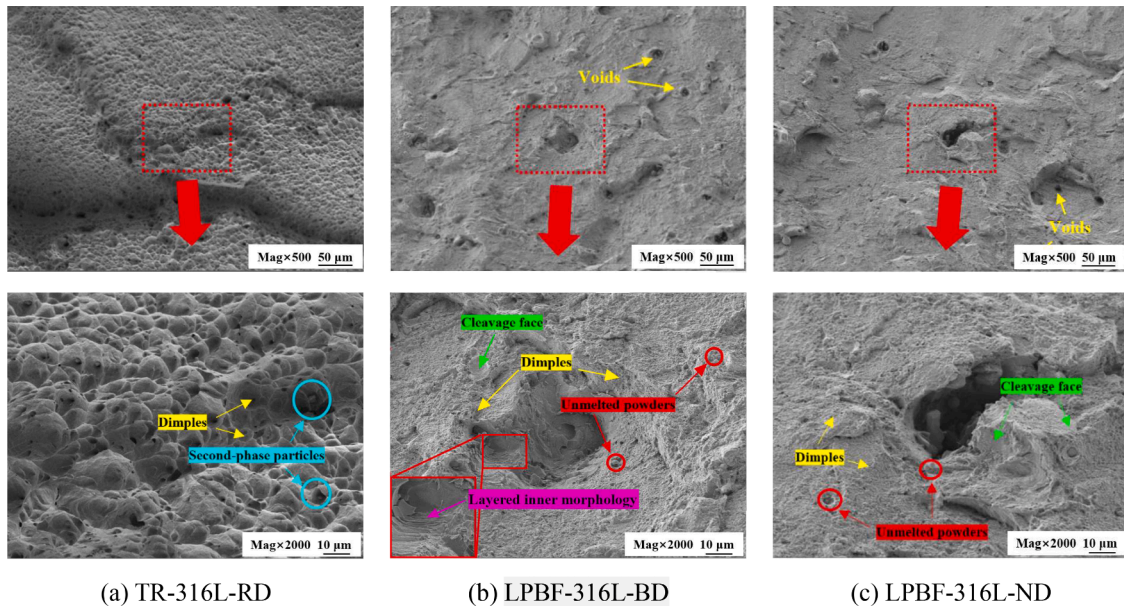 Voids
Voids
Mag×500 50 μm
Mag×500 50 μm
Mag×500 50 μm
Dimples
Second-phase particles
Mag×2000 10 μm
Cleavage face
Dimples
Unmelted powders
Layered inner morphology
Mag×2000 10 μm
Cleavage face
Dimples
Unmelted powders
Mag×2000 10 μm
(a) TR-316L-RD
(b) LPBF-316L-BD
(c) LPBF-316L-ND